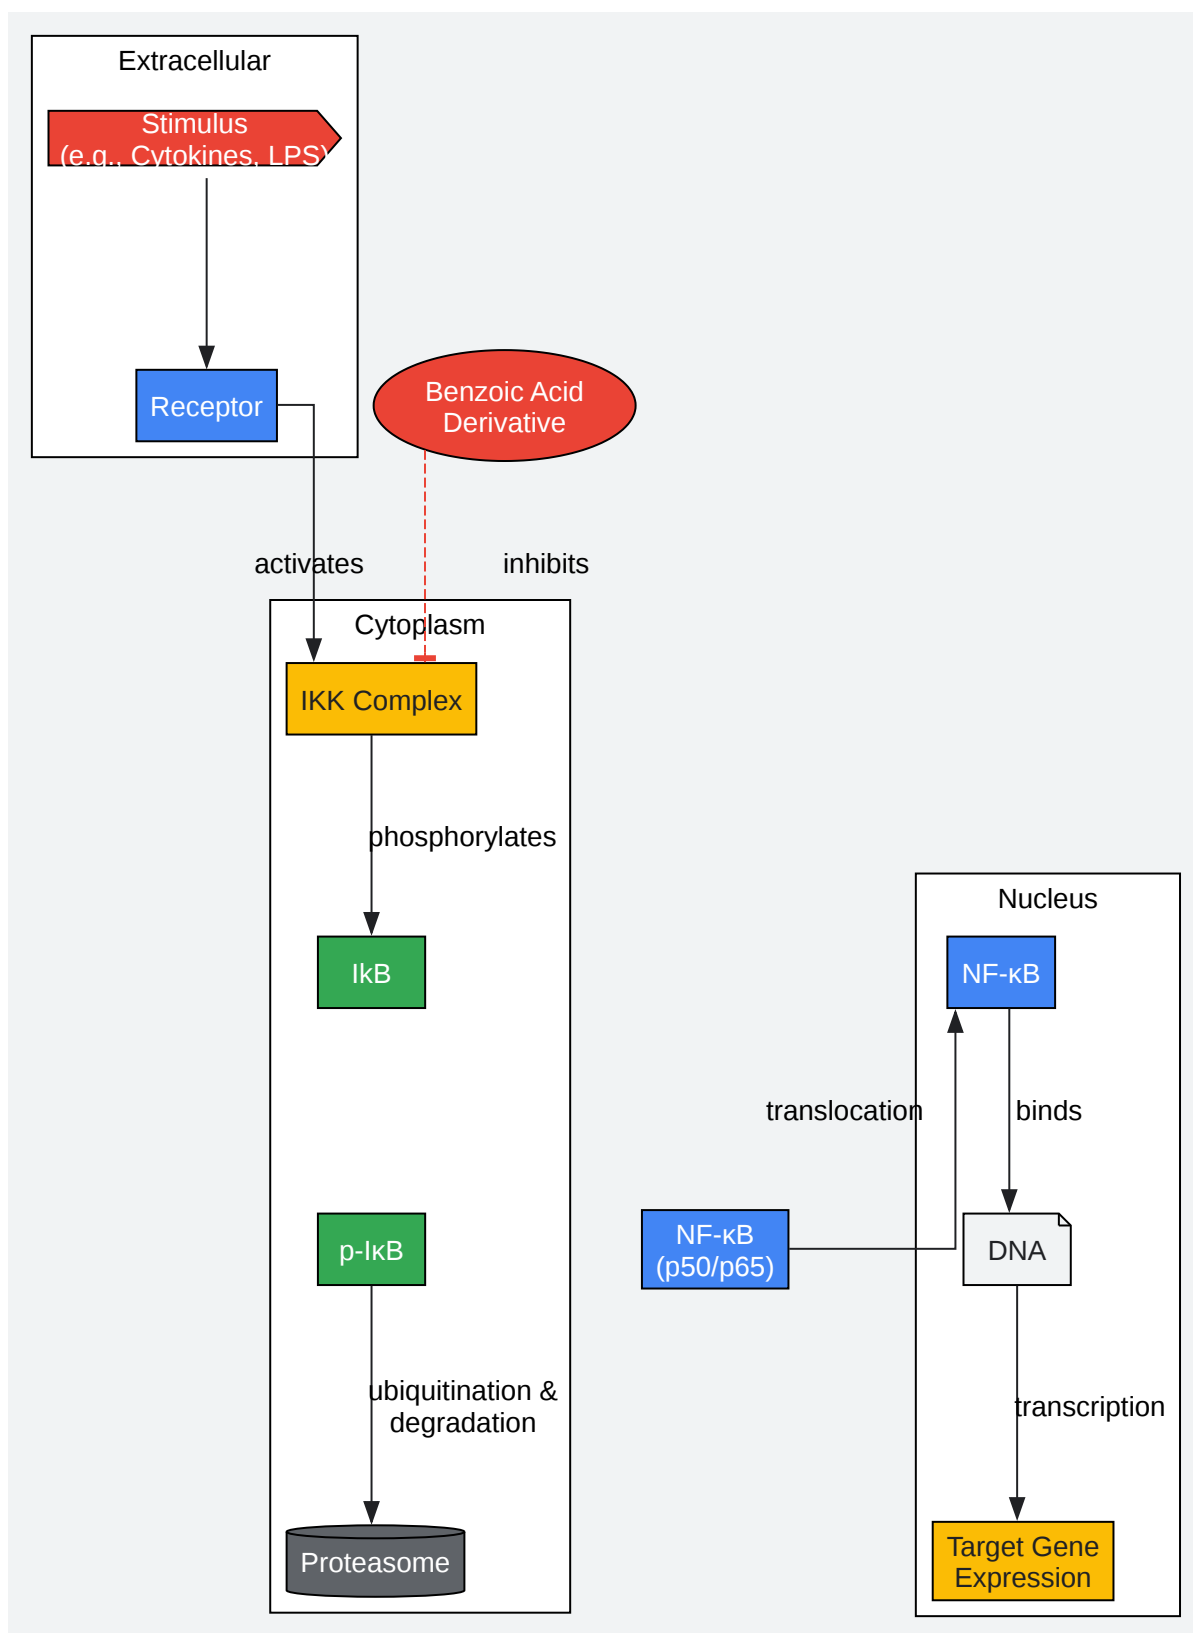 Extracellular
Stimulus
(e.g., Cytokines, LPS)
Receptor
Benzoic Acid
Derivative
activates
inhibits
Cytoplasm
IKK Complex
phosphorylates
IkB
p-IκB
ubiquitination &
degradation
Proteasome
NF-κB
(p50/p65)
translocation
Nucleus
NF-κB
binds
DNA
transcription
Target Gene
Expression